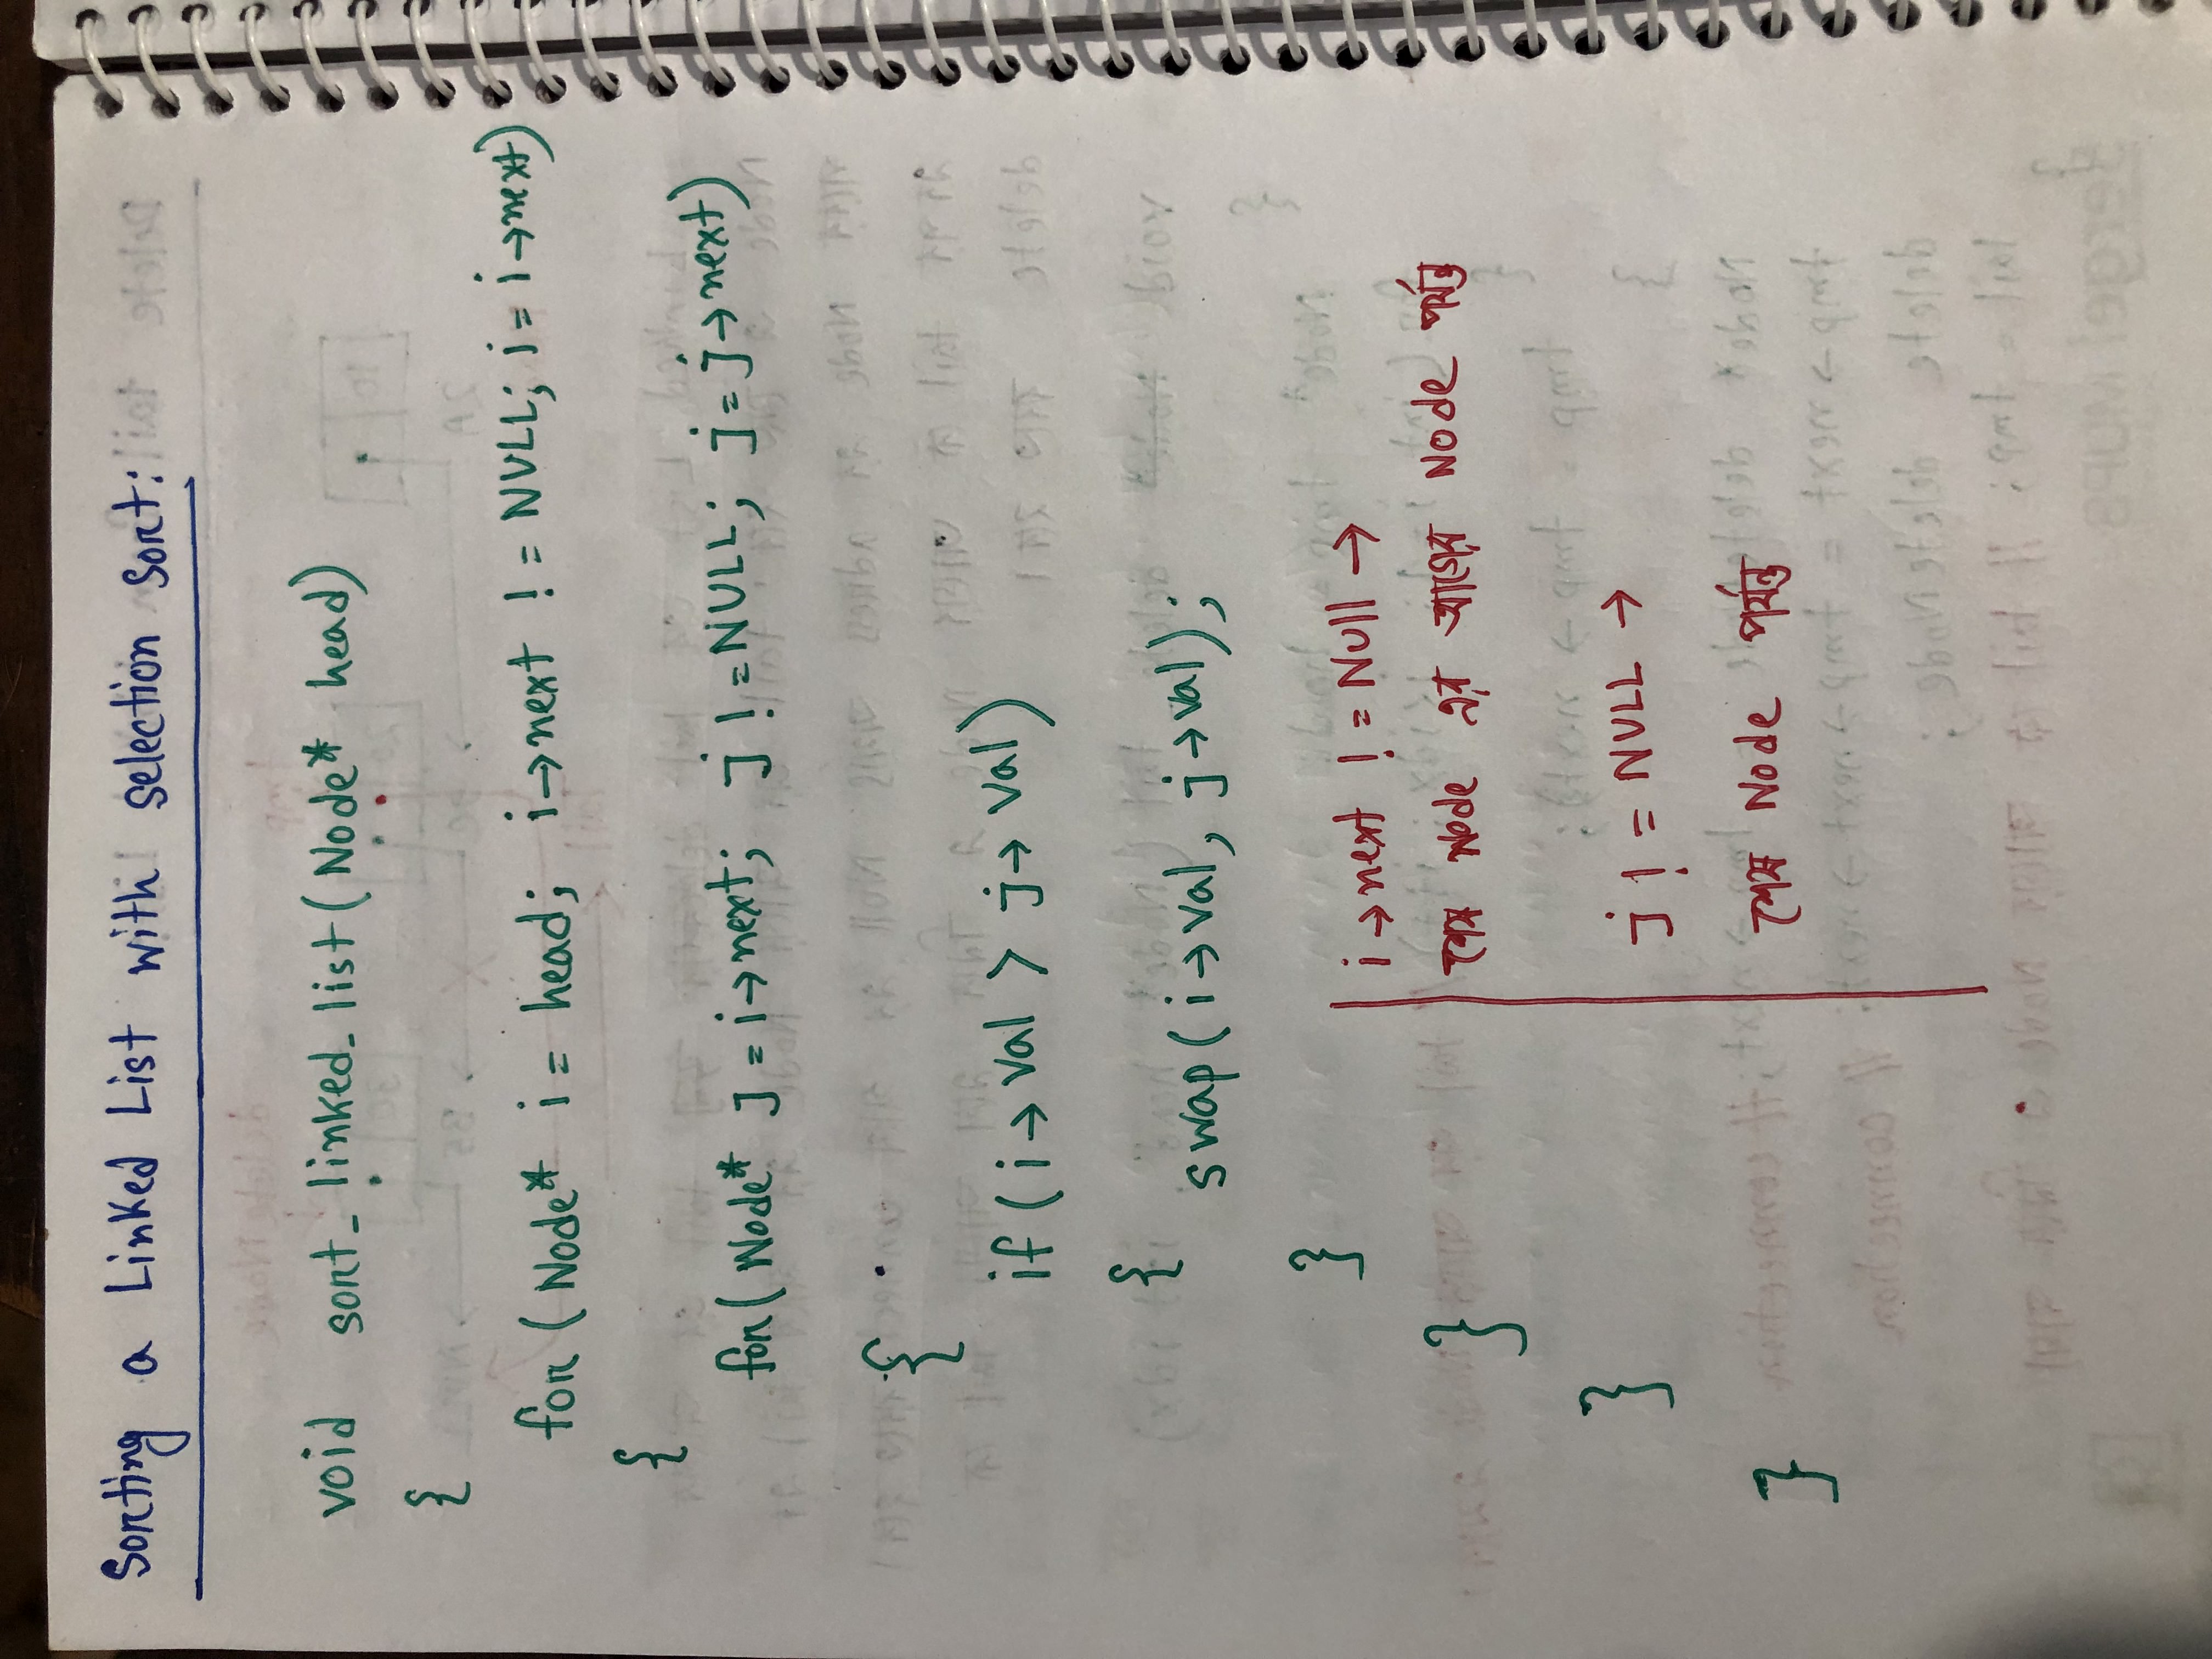 Sorting a Linked List with selection sort:
void sort_linked_list(Node* head)
{
for(Node* i = head; i→next != NULL; i = i→next)
{
for(Node* j = i→next; j != NULL; j = j→next)
{
if(i→val > j→val)
{
swap(i→val, j→val);
}
i→next != Null →
শেষ Node এর আগের Node পর্যন্ত
}
}
j != NULL →
শেষ Node পর্যন্ত
}